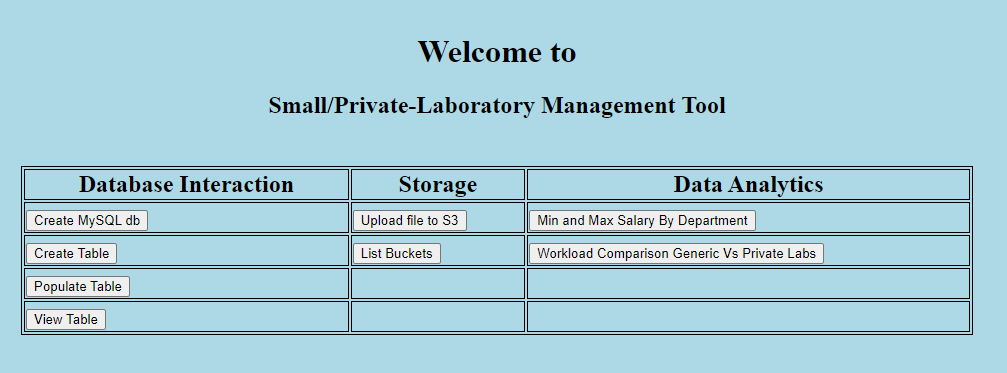 Welcome to
Small/Private-Laboratory Management Tool
Database Interaction Storage Data Analytics
Create MySQL db Upload file to S3 Min and Max Salary By Department
Create Table List Buckets Workload Comparison Generic Vs Private Labs
Populate Table
View Table